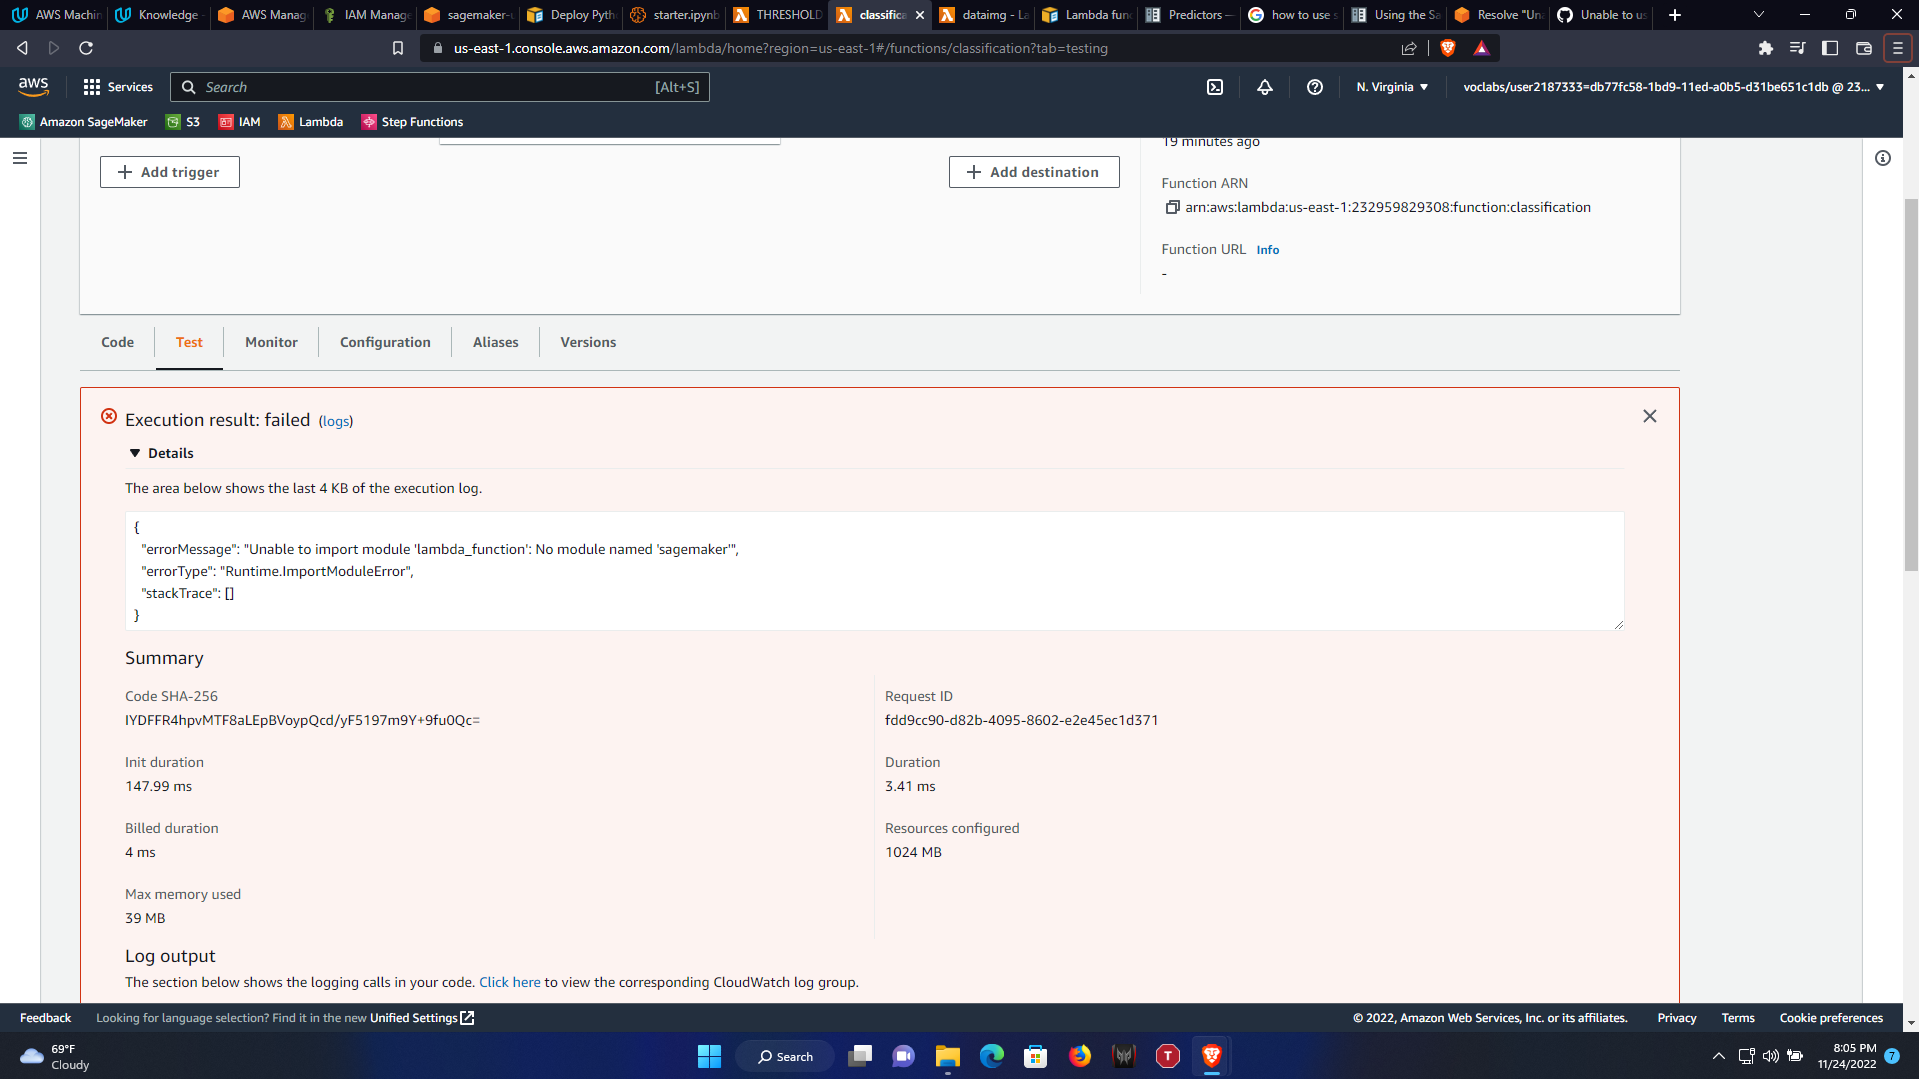 AWS Machin
Knowledge -
AWS Manag
IAM Manage
sagemaker-u
Deploy Pyth
starter.ipynb
THRESHOLD
classifica
dataimg - La
Lambda fun
Predictors —
how to use s
Using the Sa
Resolve "Una
Unable to us
us-east-1.console.aws.amazon.com/lambda/home?region=us-east-1#/functions/classification?tab=testing
aws
Services
Search
[Alt+S]
N. Virginia
voclabs/user2187333=db77fc58-1bd9-11ed-a0b5-d31be651c1db @ 23...
Amazon SageMaker
S3
IAM
Lambda
Step Functions
19 minutes ago
Add trigger
Add destination
Function ARN
arn:aws:lambda:us-east-1:232959829308:function:classification
Function URL Info
-
Code
Test
Monitor
Configuration
Aliases
Versions
Execution result: failed (logs)
Details
The area below shows the last 4 KB of the execution log.
{
"errorMessage": "Unable to import module 'lambda_function': No module named 'sagemaker'",
"errorType": "Runtime.ImportModuleError",
"stackTrace": []
}
Summary
Code SHA-256
IYDFFR4hpvMTF8aLEpBVoypQcd/yF5197m9Y+9fu0Qc=
Request ID
fdd9cc90-d82b-4095-8602-e2e45ec1d371
Init duration
147.99 ms
Duration
3.41 ms
Billed duration
4 ms
Resources configured
1024 MB
Max memory used
39 MB
Log output
The section below shows the logging calls in your code. Click here to view the corresponding CloudWatch log group.
Feedback
Looking for language selection? Find it in the new Unified Settings
© 2022, Amazon Web Services, Inc. or its affiliates.
Privacy
Terms
Cookie preferences
69°F
Cloudy
Search
T
8:05 PM
11/24/2022
7